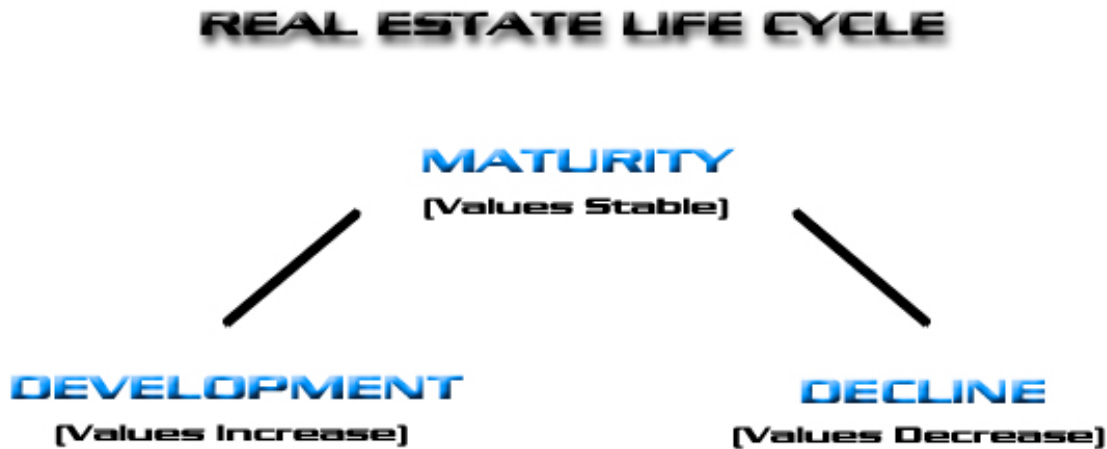 REAL ESTATE LIFE CYCLE
MATURITY
(Values Stable)
DEVELOPMENT
(Values Increase)
DECLINE
(Values Decrease)